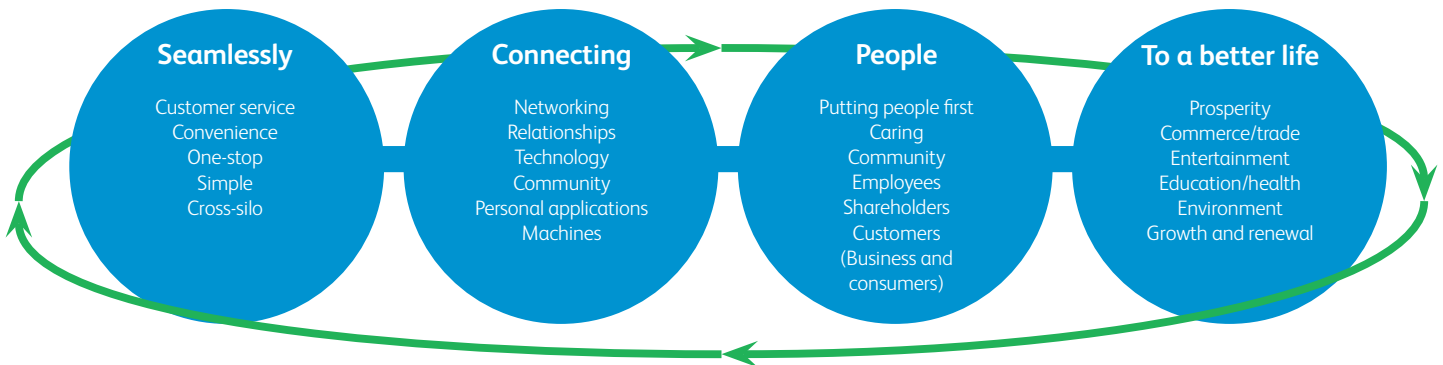 Seamlessly
Customer service
Convenience
One-stop
Simple
Cross-silo
Connecting
Networking
Relationships
Technology
Community
Personal applications
Machines
People
Putting people first
Caring
Community
Employees
Shareholders
Customers
(Business and
consumers)
To a better life
Prosperity
Commerce/trade
Entertainment
Education/health
Environment
Growth and renewal